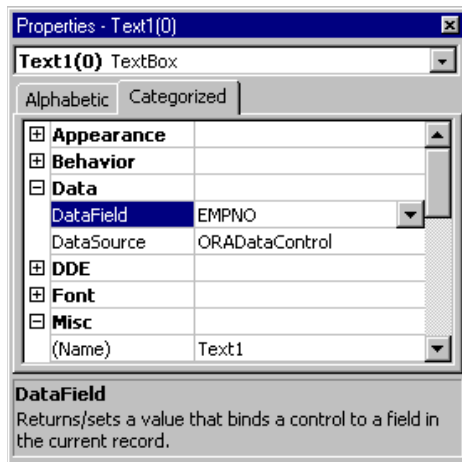 Properties - Text1(0)
Text1(0) TextBox
Alphabetic Categorized
Appearance
Behavior
Data
DataField EMPNO
DataSource ORADataControl
DDE
Font
Misc
(Name) Text1
DataField
Returns/sets a value that binds a control to a field in
the current record.